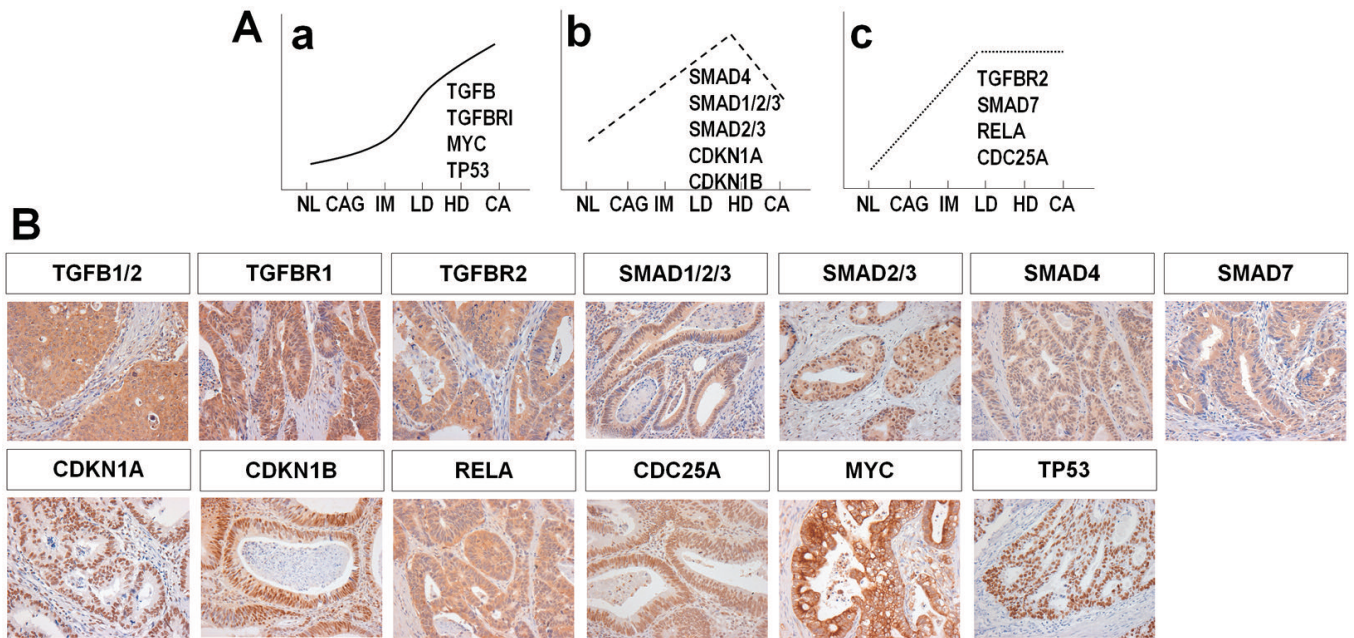 A
a
TGFB
TGFBRI
MYC
TP53
NL CAG IM LD HD CA
b
SMAD4
SMAD1/2/3
SMAD2/3
CDKN1A
CDKN1B
NL CAG IM LD HD CA
c
TGFBR2
SMAD7
RELA
CDC25A
NL CAG IM LD HD CA
B
TGFB1/2 TGFBR1 TGFBR2 SMAD1/2/3 SMAD2/3 SMAD4 SMAD7
CDKN1A CDKN1B RELA CDC25A MYC TP53